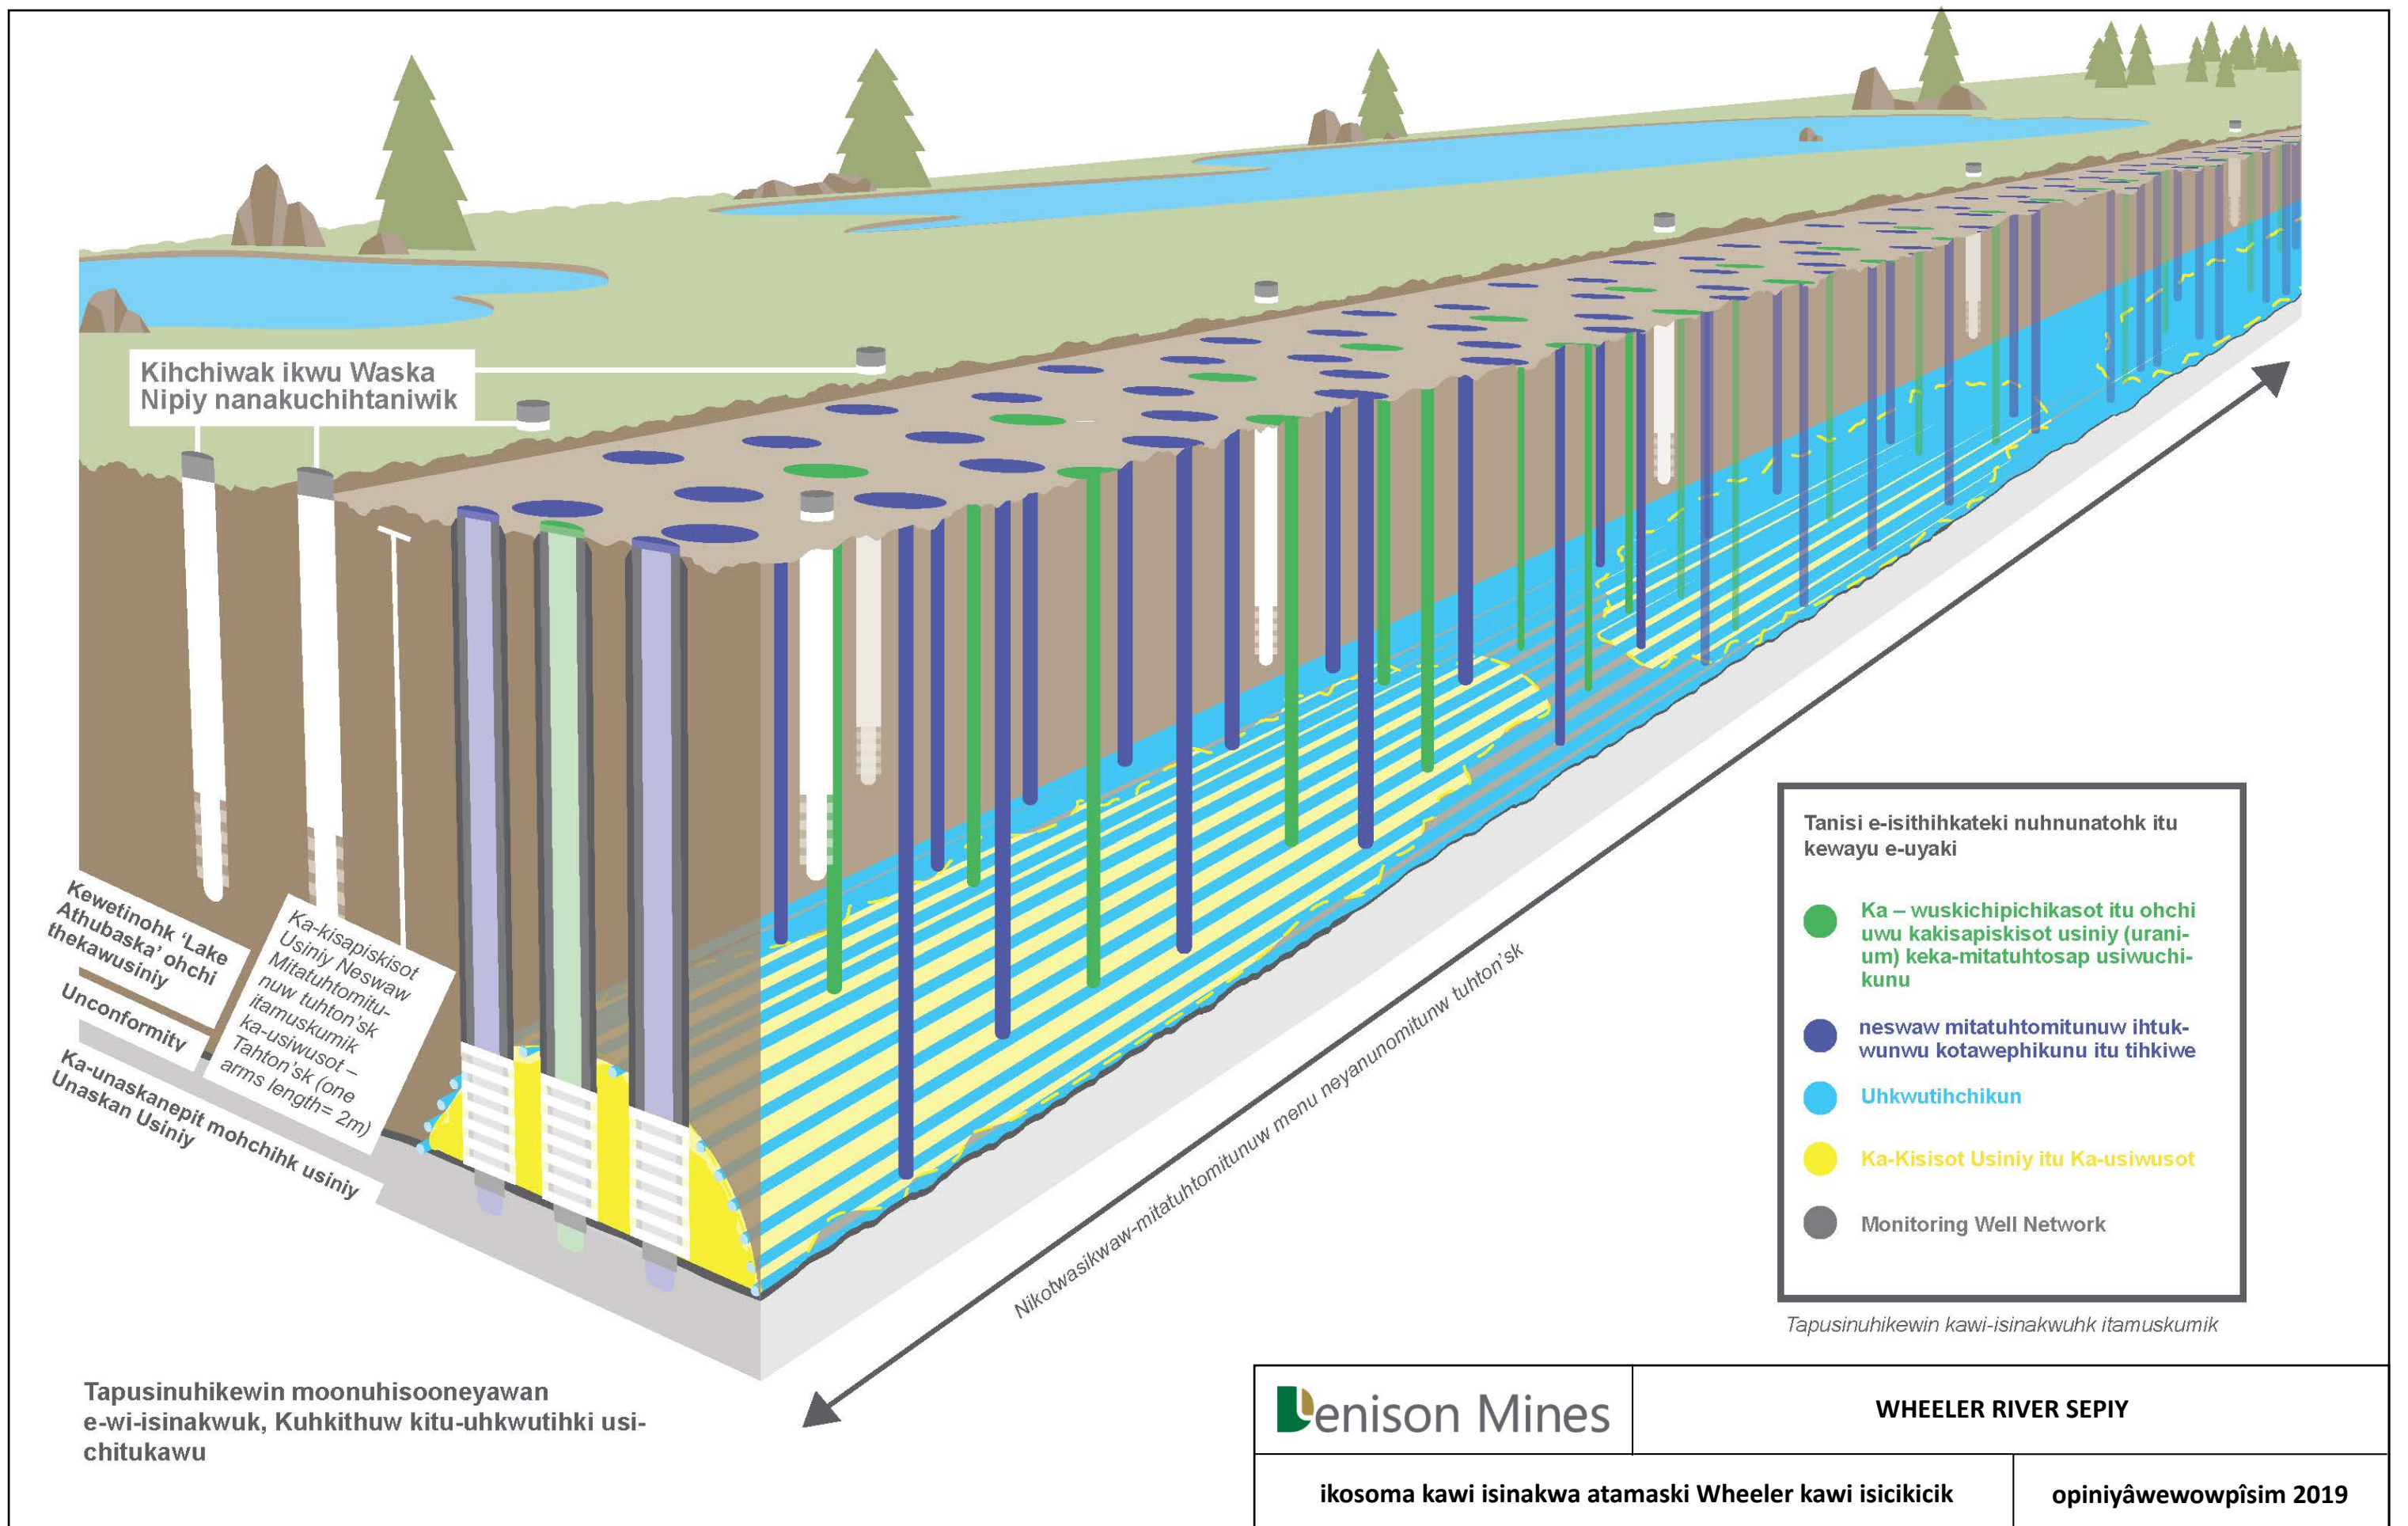 Kihchiwak ikwu Waska
Nipiy nanakuchihtaniwik
Kewetinohk ‘Lake
Athubaska’ ohchi
thekawusiniy
Unconformity
Ka-unaskanepit mohchihk usiniy
Unaskan Usiniy
Ka-kisapiskisot
Usiniy Neswaw
Mitatuhtomitu-
nuw tuhton’sk
itamuskumik
ka-usiwusot –
Tahton’sk (one
arms length= 2m)
Nikotwasikwaw-mitatuhtomitunuw menu neyanunomitunw tuhton’sk
Tanisi e-isithihkateki nuhnunatohk itu
kewayu e-uyaki
Ka – wuskichipichikasot itu ohchi
uwu kakisapiskisot usiniy (urani-
um) keka-mitatuhtosap usiwuchi-
kunu
neswaw mitatuhtomitunuw ihtuk-
wunwu kotawephikunu itu tihkiwe
Uhkwutihchikun
Ka-Kisisot Usiniy itu Ka-usiwusot
Monitoring Well Network
Tapusinuhikewin kawi-isinakwuhk itamuskumik
Tapusinuhikewin moonuhisooneyawan
e-wi-isinakwuk, Kuhkithuw kitu-uhkwutihki usi-
chitukawu
Denison Mines
WHEELER RIVER SEPIY
ikosoma kawi isinakwa atamaski Wheeler kawi isicikicik
opiniyâwewowpîsim 2019